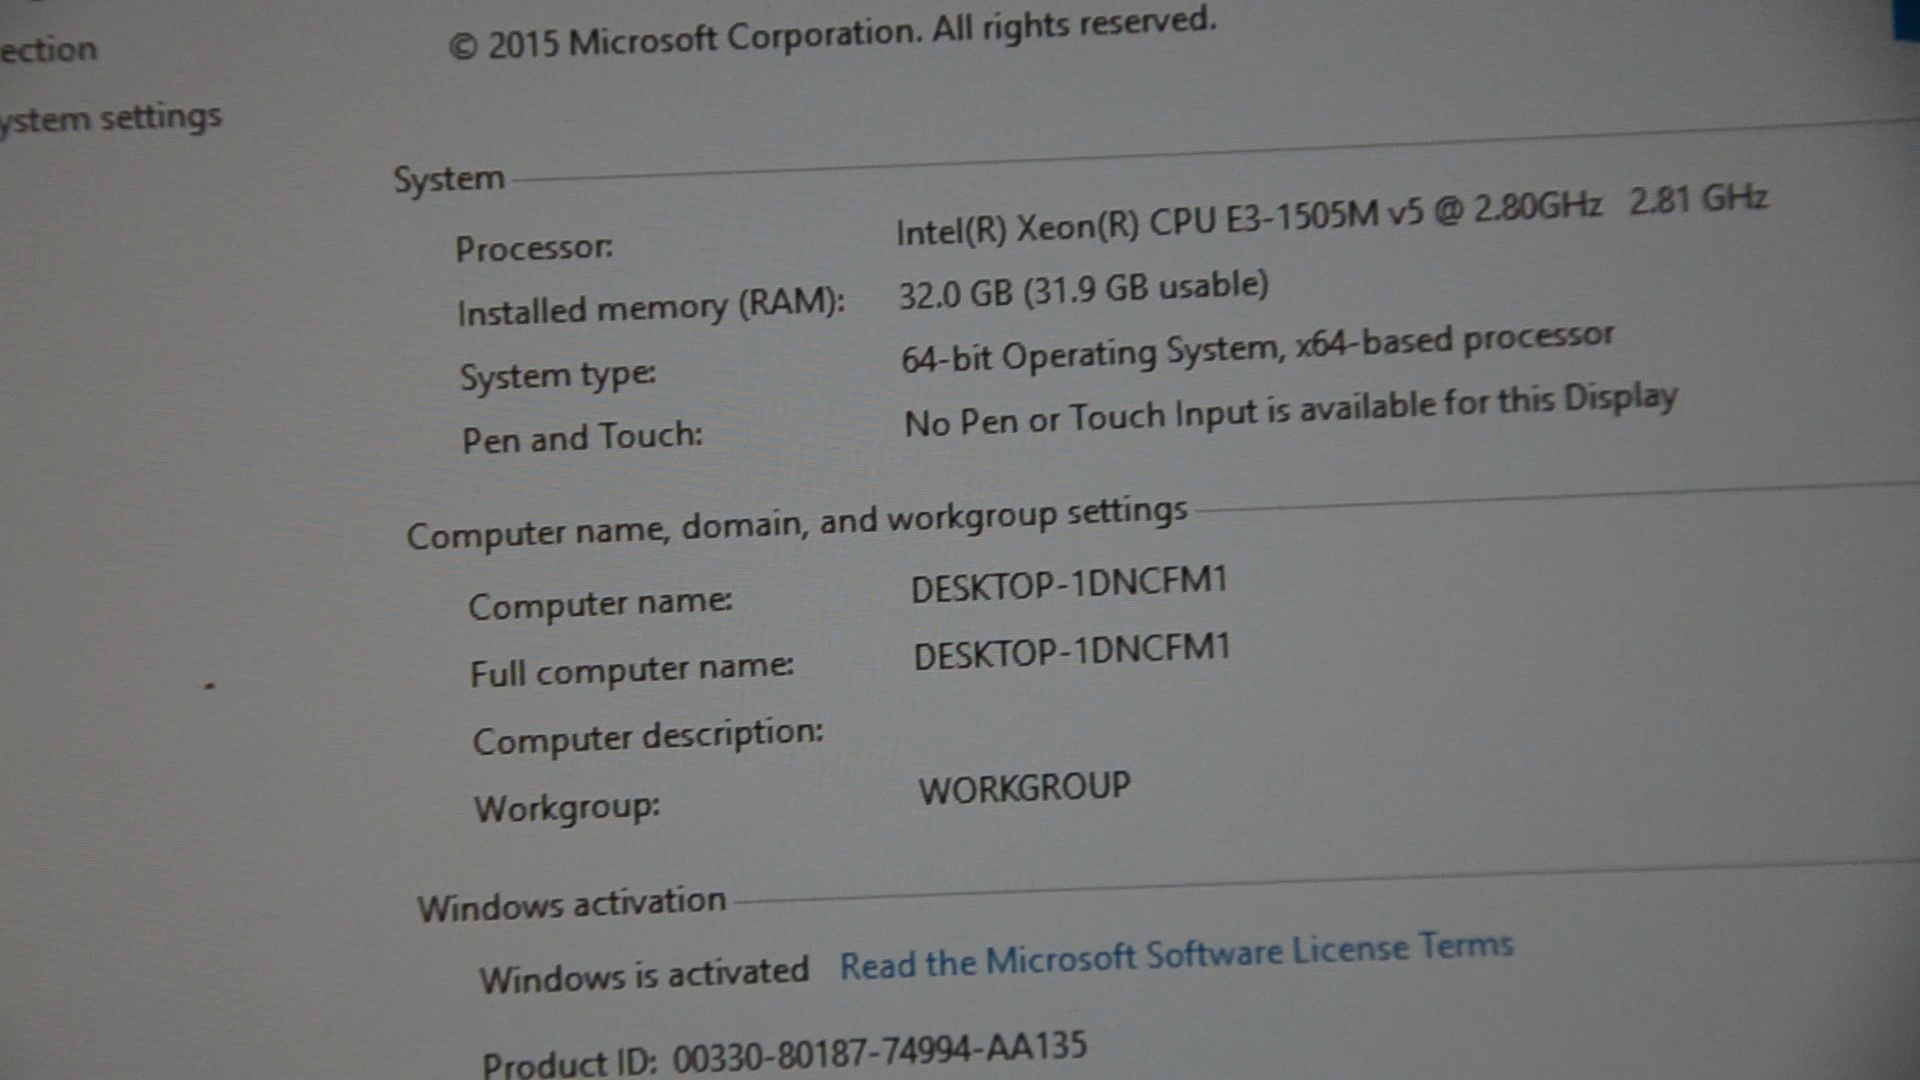 ection
ystem settings
© 2015 Microsoft Corporation. All rights reserved.
System
Processor: Intel(R) Xeon(R) CPU E3-1505M v5 @ 2.80GHz 2.81 GHz
Installed memory (RAM): 32.0 GB (31.9 GB usable)
System type: 64-bit Operating System, x64-based processor
Pen and Touch: No Pen or Touch Input is available for this Display
Computer name, domain, and workgroup settings
Computer name: DESKTOP-1DNCFM1
Full computer name: DESKTOP-1DNCFM1
Computer description:
Workgroup: WORKGROUP
Windows activation
Windows is activated Read the Microsoft Software License Terms
Product ID: 00330-80187-74994-AA135